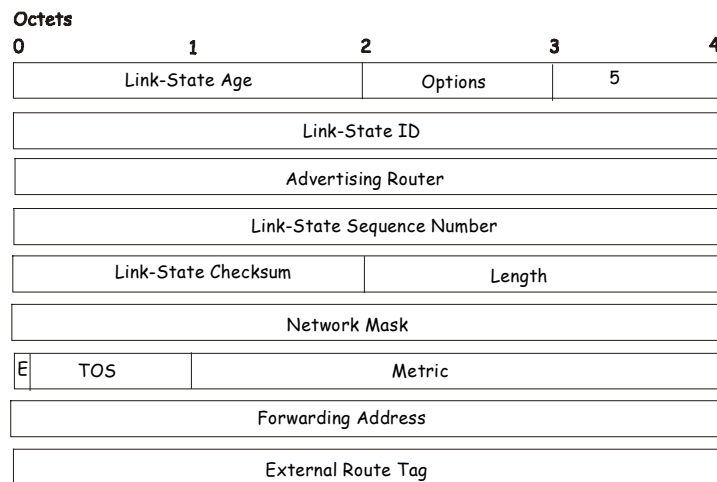 Octets
0 1 2 3 4
Link-State Age Options 5
Link-State ID
Advertising Router
Link-State Sequence Number
Link-State Checksum Length
Network Mask
E TOS Metric
Forwarding Address
External Route Tag